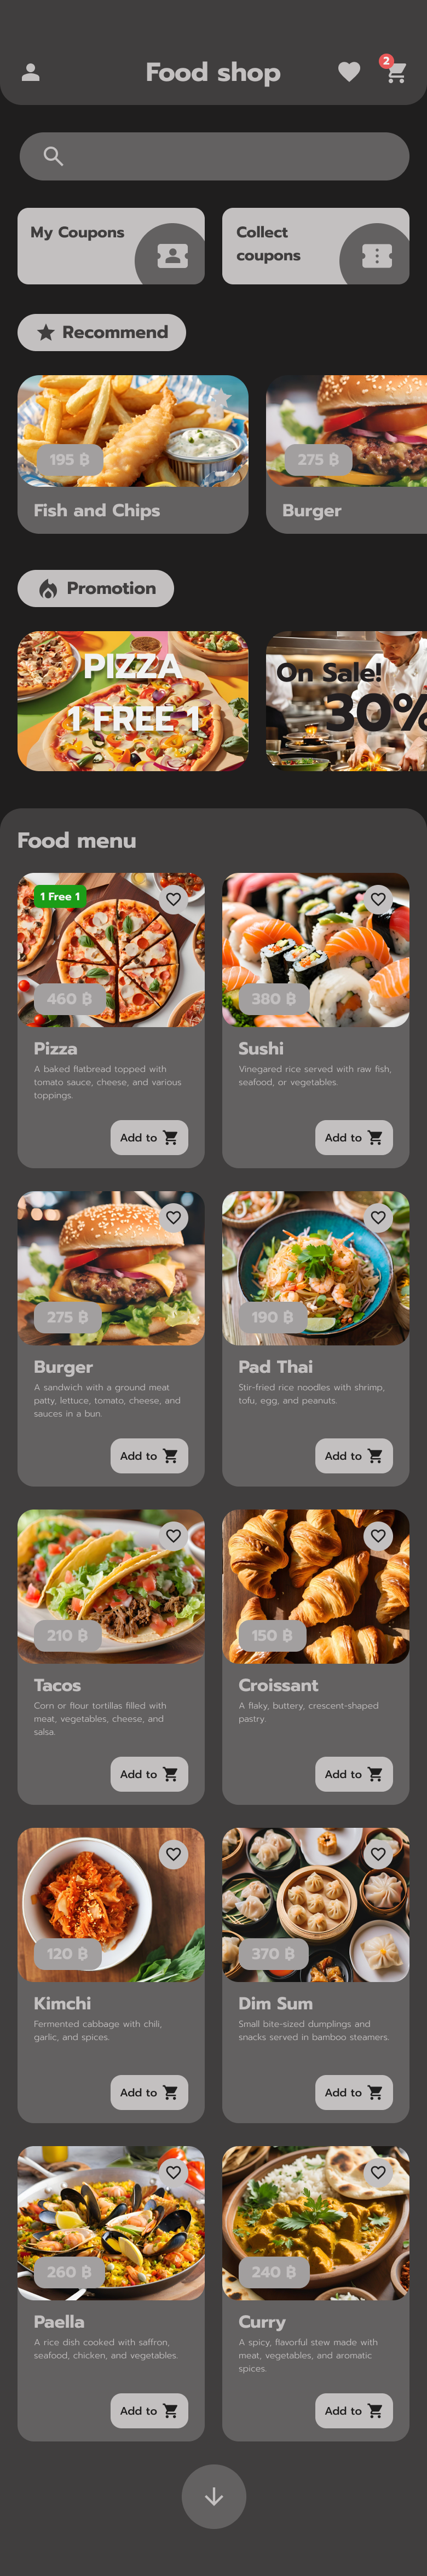 Food shop
2
My Coupons
Collect
coupons
Recommend
195 ฿
275 ฿
Fish and Chips
Burger
Promotion
PIZZA
1 FREE 1
On Sale!
30%
Food menu
1 Free 1
460 ฿
Pizza
A baked flatbread topped with
tomato sauce, cheese, and various
toppings.
Add to
380 ฿
Sushi
Vinegared rice served with raw fish,
seafood, or vegetables.
Add to
275 ฿
Burger
A sandwich with a ground meat
patty, lettuce, tomato, cheese, and
sauces in a bun.
Add to
190 ฿
Pad Thai
Stir-fried rice noodles with shrimp,
tofu, egg, and peanuts.
Add to
210 ฿
Tacos
Corn or flour tortillas filled with
meat, vegetables, cheese, and
salsa.
Add to
150 ฿
Croissant
A flaky, buttery, crescent-shaped
pastry.
Add to
120 ฿
Kimchi
Fermented cabbage with chili,
garlic, and spices.
Add to
370 ฿
Dim Sum
Small bite-sized dumplings and
snacks served in bamboo steamers.
Add to
260 ฿
Paella
A rice dish cooked with saffron,
seafood, chicken, and vegetables.
Add to
240 ฿
Curry
A spicy, flavorful stew made with
meat, vegetables, and aromatic
spices.
Add to